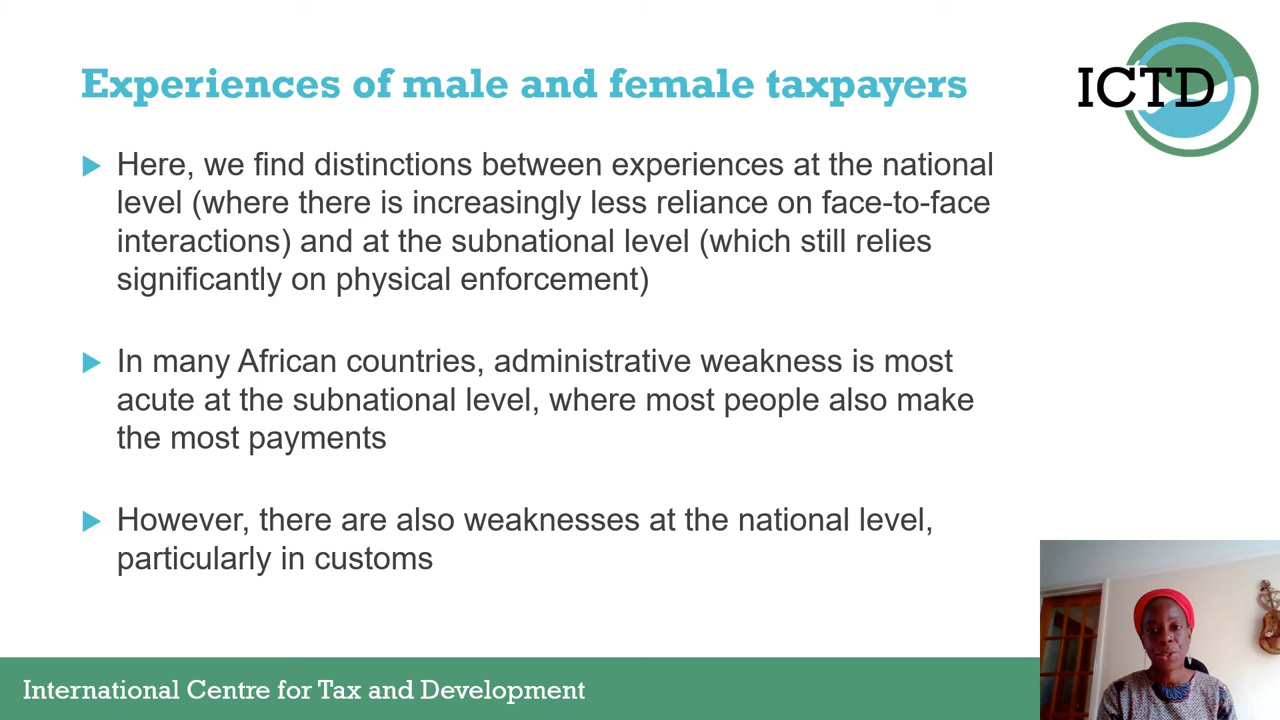 Experiences of male and female taxpayers
ICTD
Here, we find distinctions between experiences at the national
level (where there is increasingly less reliance on face-to-face
interactions) and at the subnational level (which still relies
significantly on physical enforcement)
In many African countries, administrative weakness is most
acute at the subnational level, where most people also make
the most payments
However, there are also weaknesses at the national level,
particularly in customs
International Centre for Tax and Development